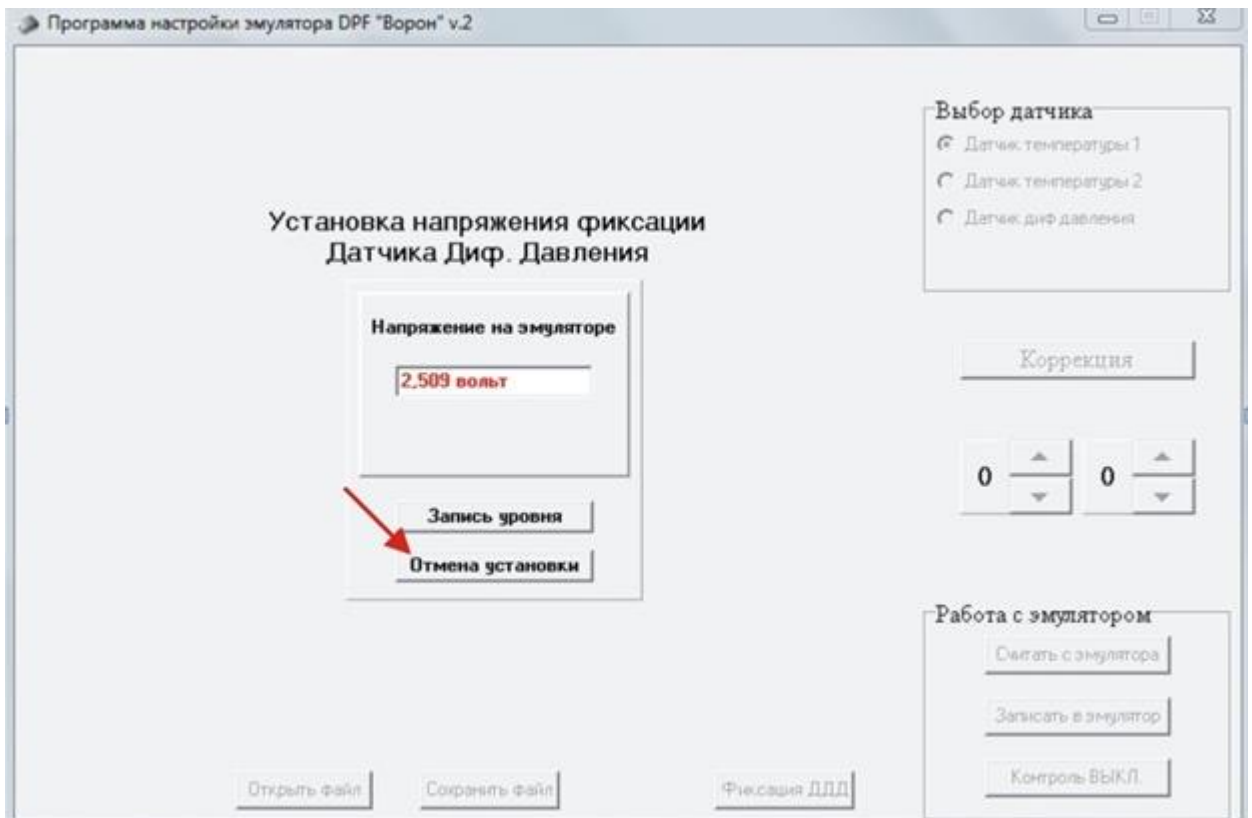 Программа настройки эмулятора DPF "Ворон" v.2
Выбор датчика
Датчик температуры 1
Датчик температуры 2
Датчик диф давления
Установка напряжения фиксации
Датчика Диф. Давления
Напряжение на эмуляторе
2,509 вольт
Коррекция
0 0
Запись уровня
Отмена установки
Работа с эмулятором
Считать с эмулятора
Записать в эмулятор
Контроль ВЫКЛ.
Открыть файл Сохранить файл Фиксация ДДД